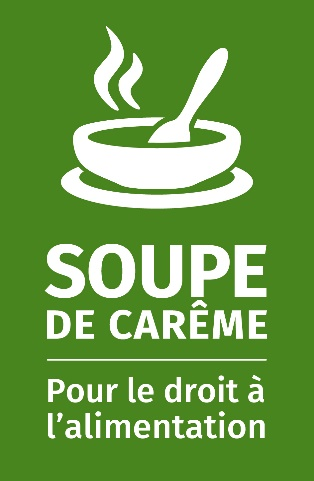 SOUPE
DE CARÊME
Pour le droit à
l'alimentation